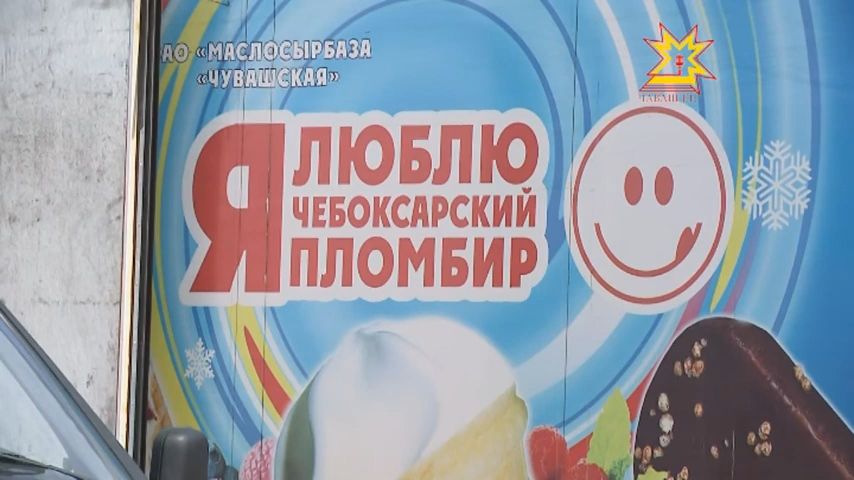 АО «МАСЛОСЫРБАЗА
«ЧУВАШСКАЯ»
Я ЛЮБЛЮ
ЧЕБОКСАРСКИЙ
ПЛОМБИР